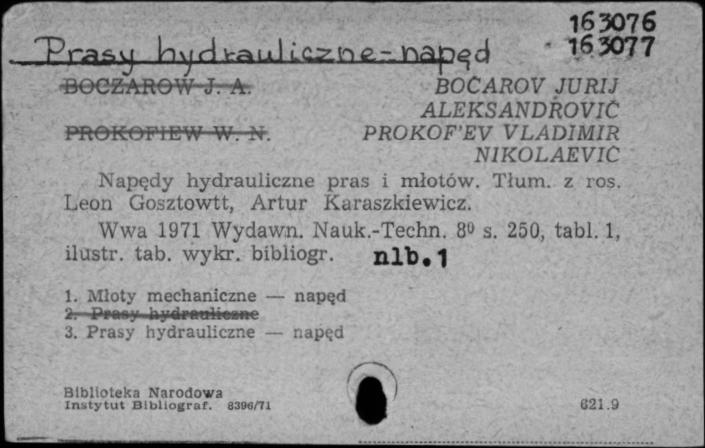 163076
Prasy hydrauliczne-napęd 163077
BOCZAROW J. A. BOČAROV JURIJ
ALEKSANDROVIČ
PROKOFIEW W. N. PROKOF'EV VLADIMIR
NIKOLAEVIČ
Napędy hydrauliczne pras i młotów. Tłum. z ros.
Leon Gosztowtt, Artur Karaszkiewicz.
Wwa 1971 Wydawn. Nauk.-Techn. 8⁰ s. 250, tabl. 1,
ilustr. tab. wykr. bibliogr. nlb. 1
1. Młoty mechaniczne — napęd
2. Prasy hydrauliczne
3. Prasy hydrauliczne — napęd
Biblioteka Narodowa
Instytut Bibliograf. 8396/71 621.9